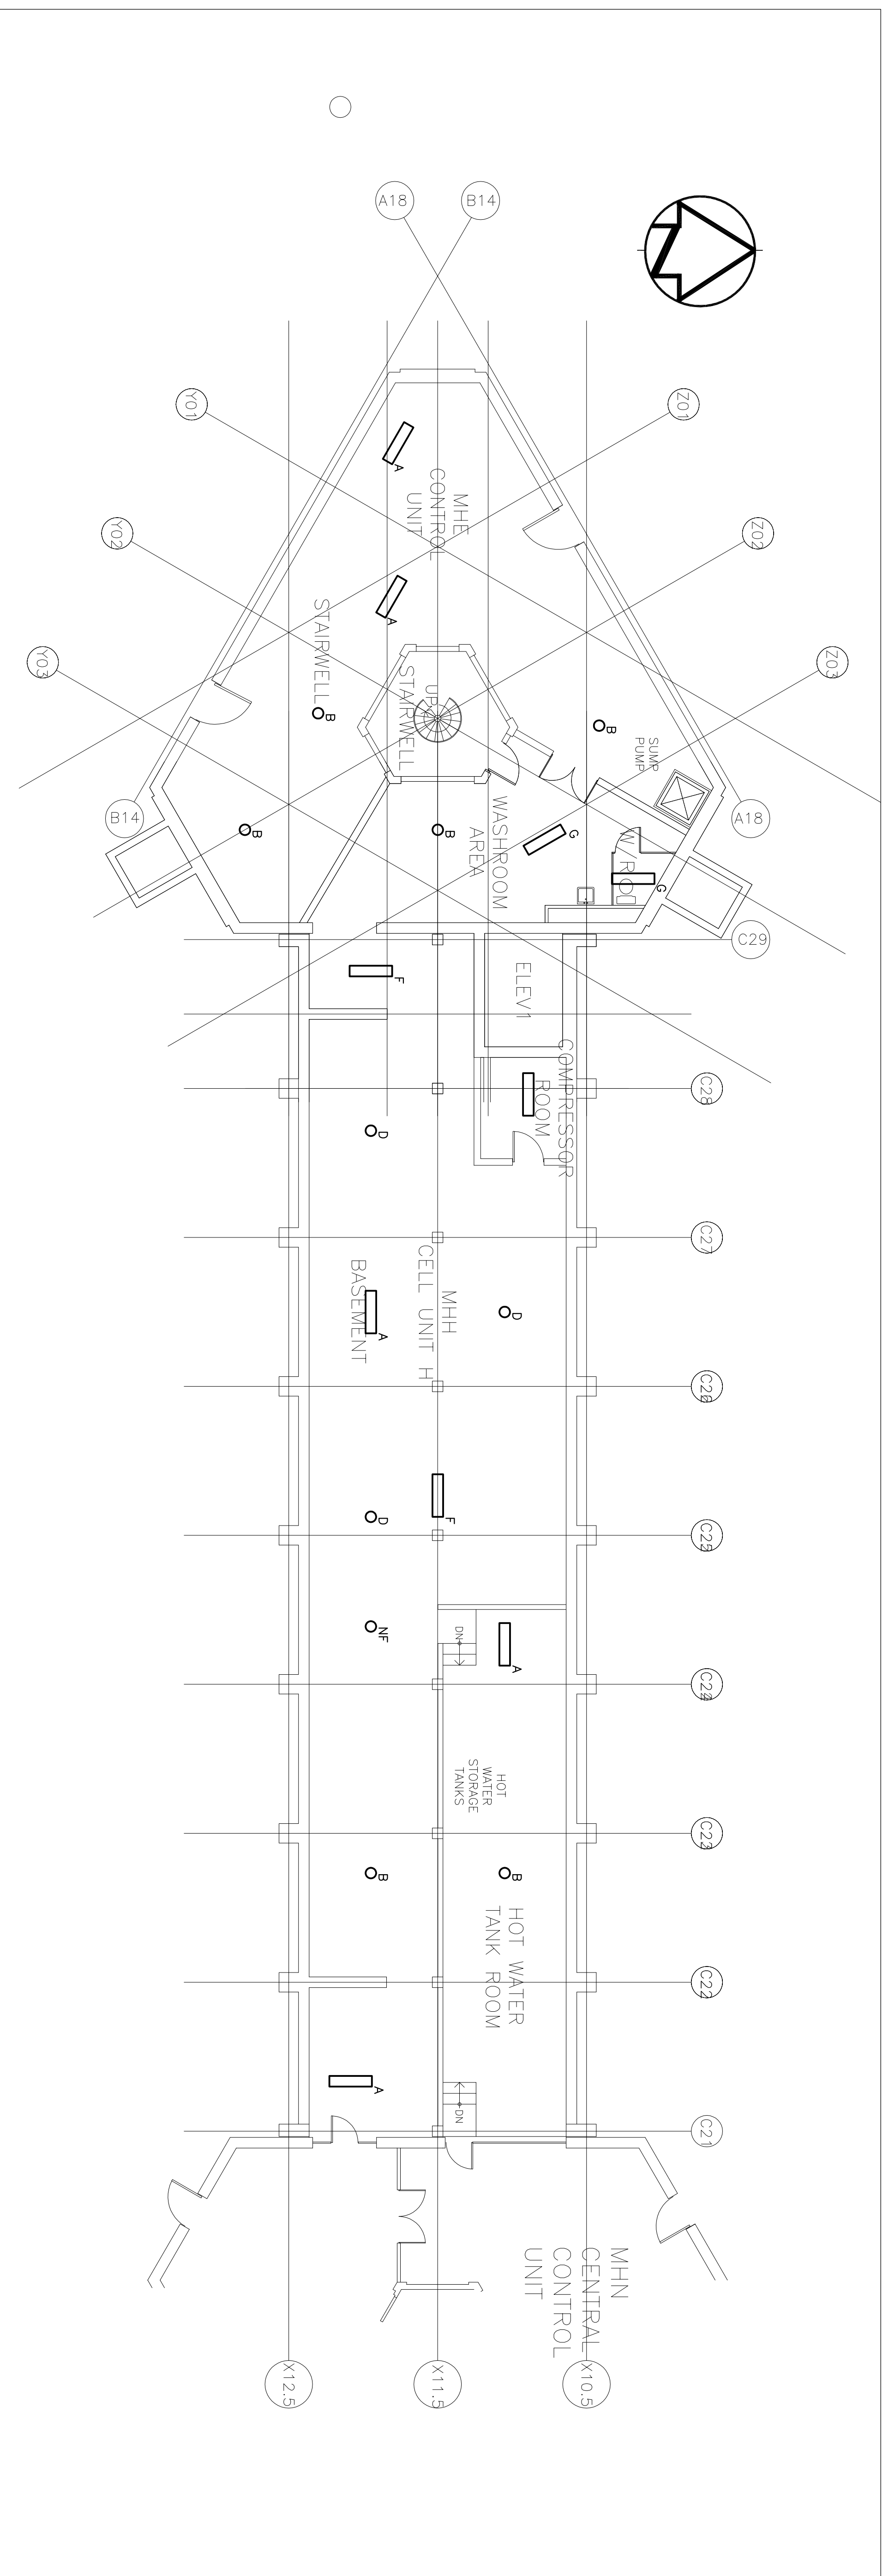 A18
B14
N
Y01
Z01
A
MHE
CONTROL
UNIT
Y02
Z02
A
STAIRWELL
Y03
Z03
STAIRWELL
UP
B
B
SUMP
PUMP
B14
A18
B
B
WASHROOM
AREA
G
G
C29
F
ELEV1
COMPRESSOR
ROOM
C28
D
C27
MHH
CELL UNIT H
BASEMENT
D
A
C26
D
F
C25
NF
DN
A
C24
HOT
WATER
STORAGE
TANKS
C23
B
B
HOT WATER
TANK ROOM
C22
A
DN
C21
MHN
CENTRAL
CONTROL
UNIT
X12.5
X11.5
X10.5